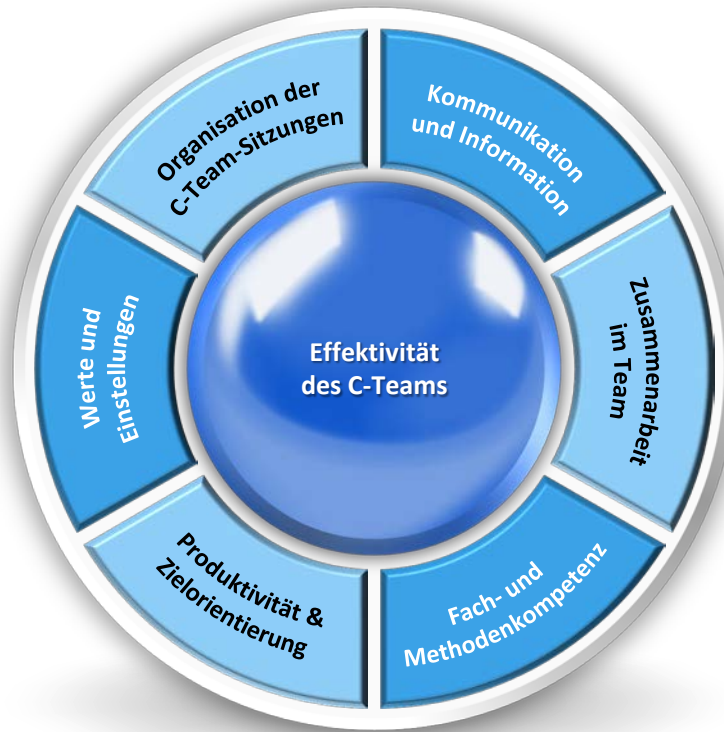 Organisation der
C-Team-Sitzungen
Kommunikation
und Information
Zusammenarbeit
im Team
Fach- und
Methodenkompetenz
Produktivität &
Zielorientierung
Werte und
Einstellungen
Effektivität
des C-Teams